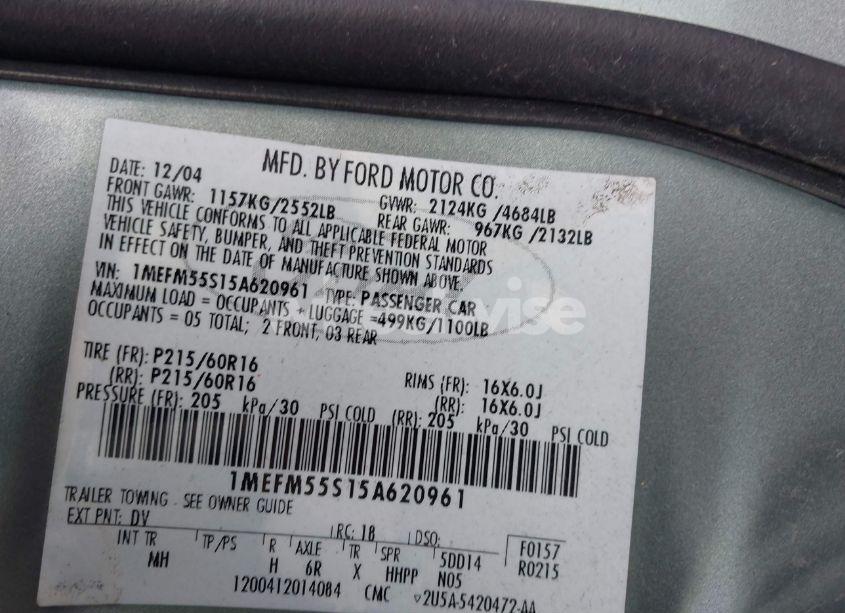 MFD. BY FORD MOTOR CO.
DATE: 12/04 GVWR: 2124KG /4684LB
FRONT GAWR: 1157KG/2552LB REAR GAWR: 967KG /2132LB
THIS VEHICLE CONFORMS TO ALL APPLICABLE FEDERAL MOTOR
VEHICLE SAFETY, BUMPER, AND THEFT PREVENTION STANDARDS
IN EFFECT ON THE DATE OF MANUFACTURE SHOWN ABOVE.
VIN: 1MEFM55S15A620961 TYPE: PASSENGER CAR
MAXIMUM LOAD = OCCUPANTS + LUGGAGE =499KG/1100LB
OCCUPANTS = 05 TOTAL; 2 FRONT, 03 REAR
TIRE (FR): P215/60R16 RIMS (FR): 16X6.0J
(RR): P215/60R16 (RR): 16X6.0J
PRESSURE (FR): 205 kPa/30 PSI COLD (RR): 205 kPa/30 PSI COLD
1MEFM55S15A620961
TRAILER TOWING - SEE OWNER GUIDE
EXT PNT: DV RC: 18 DSO: F0157
INT TR TP/PS R AXLE TR SPR 5DD14 R0215
MH H 6R X HHPP N05
1200412014084 CMC ▽2U5A-5420472-AA